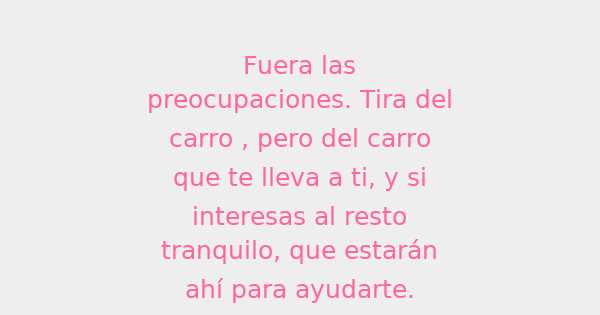 Fuera las
preocupaciones. Tira del
carro , pero del carro
que te lleva a ti, y si
interesas al resto
tranquilo, que estarán
ahí para ayudarte.